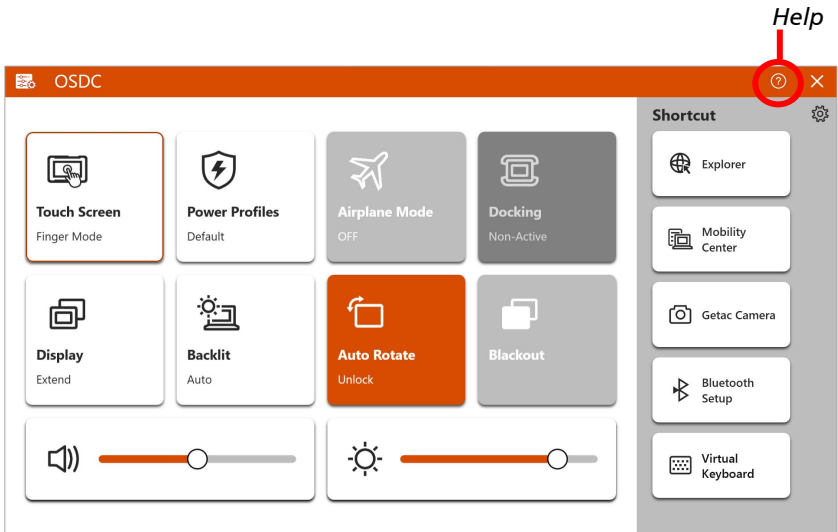 Help
OSDC
Shortcut
Touch Screen
Finger Mode
Power Profiles
Default
Airplane Mode
OFF
Docking
Non-Active
Display
Extend
Backlit
Auto
Auto Rotate
Unlock
Blackout
Explorer
Mobility
Center
Getac Camera
Bluetooth
Setup
Virtual
Keyboard